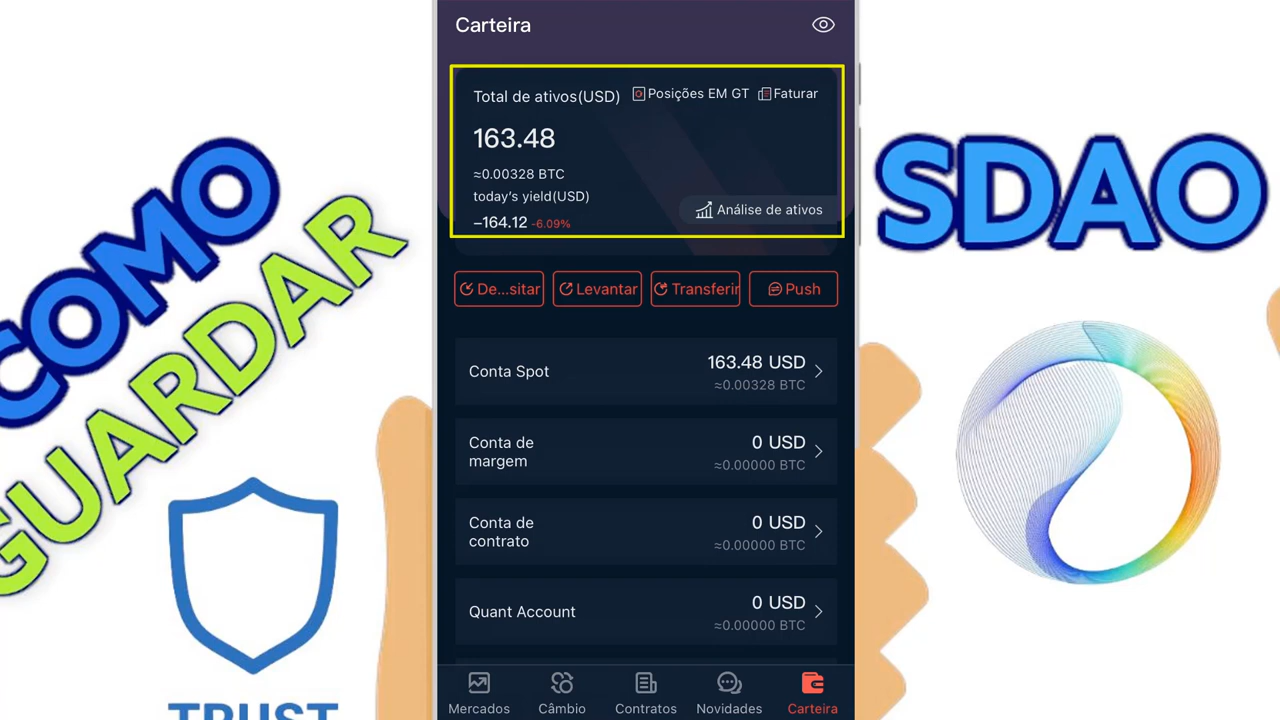 COMO
GUARDAR
TRUST
Carteira
Total de ativos(USD)
Posições EM GT
Faturar
163.48
≈0.00328 BTC
today's yield(USD)
Análise de ativos
−164.12 -6.09%
De...sitar
Levantar
Transferir
Push
Conta Spot
163.48 USD
≈0.00328 BTC
Conta de
margem
0 USD
≈0.00000 BTC
Conta de
contrato
0 USD
≈0.00000 BTC
Quant Account
0 USD
≈0.00000 BTC
Mercados
Câmbio
Contratos
Novidades
Carteira
SDAO